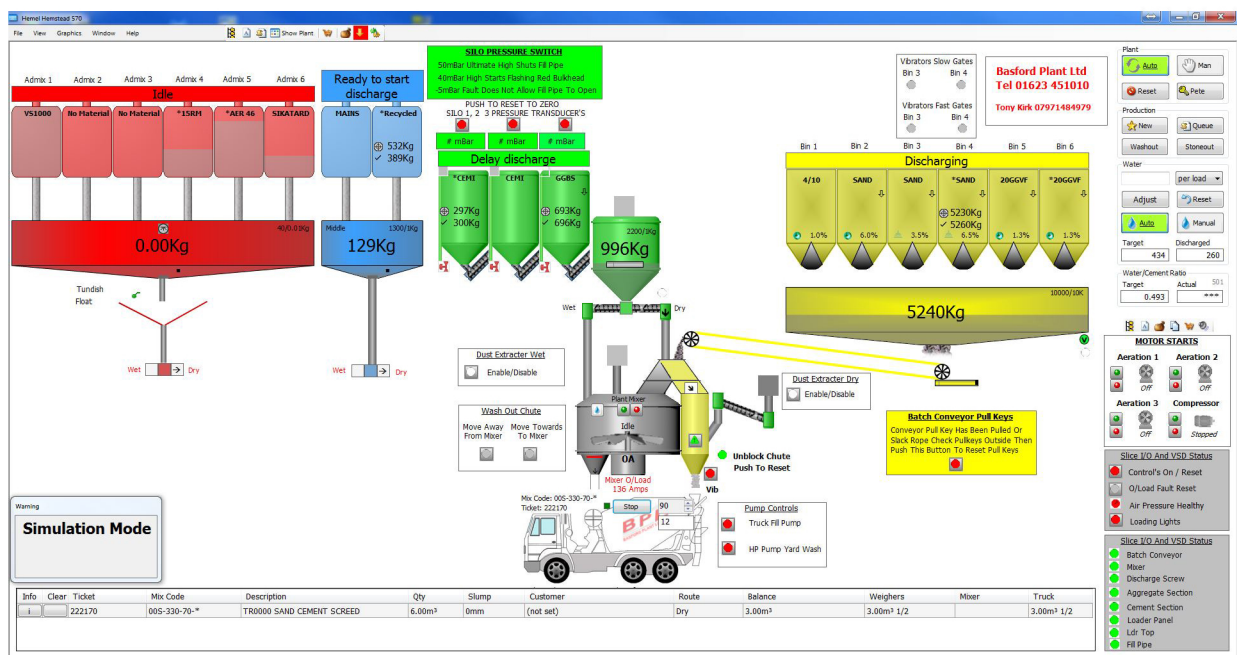 Hemel Hemstead 570
File View Graphics Window Help
Show Plant
Admix 1 Admix 2 Admix 3 Admix 4 Admix 5 Admix 6
Idle
VS1000 No Material No Material *15RM *AER 46 SIKATARD
40/0.01Kg
0.00Kg
Tundish
Float
Wet Dry
Ready to start
discharge
MAINS *Recycled
532Kg
389Kg
Middle 1300/1Kg
129Kg
Wet Dry
SILO PRESSURE SWITCH
50mBar Ultimate High Shuts Fill Pipe
40mBar High Starts Flashing Red Bulkhead
-5mBar Fault Does Not Allow Fill Pipe To Open
PUSH TO RESET TO ZERO
SILO 1, 2 3 PRESSURE TRANSDUCER'S
# mBar # mBar # mBar
Delay discharge
*CEMI CEMI GGBS
297Kg 693Kg
300Kg 696Kg
2200/1Kg
996Kg
Wet Dry
Dust Extracter Wet
Enable/Disable
Wash Out Chute
Move Away Move Towards
From Mixer To Mixer
Plant Mixer
Idle
0A
Mixer O/Load
136 Amps
Vib
Unblock Chute
Push To Reset
Mix Code: 00S-330-70-*
Ticket: 222170
Stop 90
12
Pump Controls
Truck Fill Pump
HP Pump Yard Wash
Vibrators Slow Gates
Bin 3 Bin 4
Vibrators Fast Gates
Bin 3 Bin 4
Basford Plant Ltd
Tel 01623 451010
Tony Kirk 07971484979
Bin 1 Bin 2 Bin 3 Bin 4 Bin 5 Bin 6
Discharging
4/10 SAND SAND *SAND 20GGVF *20GGVF
5230Kg
5260Kg
1.0% 6.0% 3.5% 6.5% 1.3% 1.3%
10000/10K
5240Kg
V
Dust Extracter Dry
Enable/Disable
Batch Conveyor Pull Keys
Conveyor Pull Key Has Been Pulled Or
Slack Rope Check Pullkeys Outside Then
Push This Button To Reset Pull Keys
Plant
Auto Man
Reset Pete
Production
New Queue
Washout Stoneout
Water
per load
Adjust Reset
Auto Manual
Target Discharged
434 260
Water/Cement Ratio
Target Actual 501
0.493 ***
MOTOR STARTS
Aeration 1 Aeration 2
Off Off
Aeration 3 Compressor
Off Stopped
Slice I/O And VSD Status
Control's On / Reset
O/Load Fault Reset
Air Pressure Healthy
Loading Lights
Slice I/O And VSD Status
Batch Conveyor
Mixer
Discharge Screw
Aggregate Section
Cement Section
Loader Panel
Ldr Top
Fill Pipe
Warning
Simulation Mode
Info Clear Ticket Mix Code Description Qty Slump Customer Route Balance Weighers Mixer Truck
i 222170 00S-330-70-* TR0000 SAND CEMENT SCREED 6.00m³ 0mm (not set) Dry 3.00m³ 3.00m³ 1/2 3.00m³ 1/2